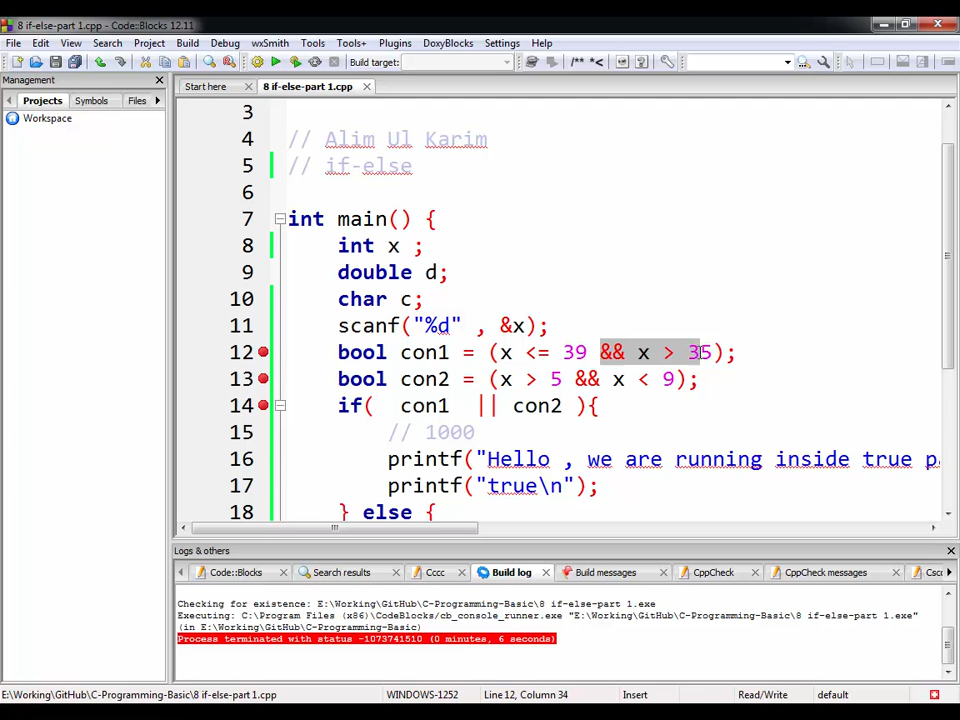 8 if-else-part 1.cpp - Code::Blocks 12.11
File Edit View Search Project Build Debug wxSmith Tools Tools+ Plugins DoxyBlocks Settings Help
Build target:
/** *<
Management
Start here
8 if-else-part 1.cpp
Projects
Symbols
Files
Workspace
3
4 // Alim Ul Karim
5 // if-else
6
7 int main() {
8 int x ;
9 double d;
10 char c;
11 scanf("%d" , &x);
12 bool con1 = (x <= 39 && x > 35);
13 bool con2 = (x > 5 && x < 9);
14 if( con1 || con2 ){
15 // 1000
16 printf("Hello , we are running inside true pa
17 printf("true\n");
18 } else {
Logs & others
Code::Blocks
Search results
Cccc
Build log
Build messages
CppCheck
CppCheck messages
Csco
Checking for existence: E:\Working\GitHub\C-Programming-Basic\8 if-else-part 1.exe
Executing: C:\Program Files (x86)\CodeBlocks/cb_console_runner.exe "E:\Working\GitHub\C-Programming-Basic\8 if-else-part 1.exe"
(in E:\Working\GitHub\C-Programming-Basic)
Process terminated with status -1073741510 (0 minutes, 6 seconds)
E:\Working\GitHub\C-Programming-Basic\8 if-else-part 1.cpp
WINDOWS-1252
Line 12, Column 34
Insert
Read/Write
default